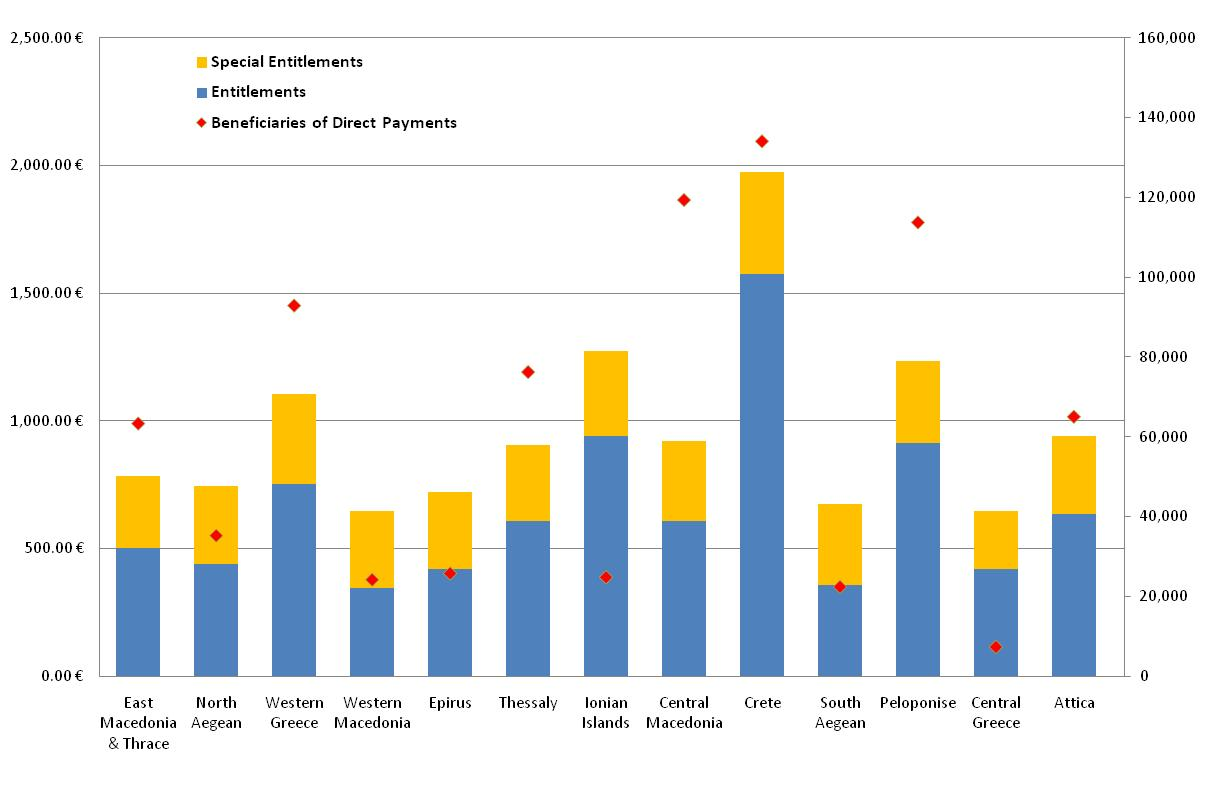 2,500.00 €
2,000.00 €
1,500.00 €
1,000.00 €
500.00 €
0.00 €
Special Entitlements
Entitlements
Beneficiaries of Direct Payments
160,000
140,000
120,000
100,000
80,000
60,000
40,000
20,000
0
East
Macedonia
& Thrace
North
Aegean
Western
Greece
Western
Macedonia
Epirus
Thessaly
Ionian
Islands
Central
Macedonia
Crete
South
Aegean
Peloponise
Central
Greece
Attica